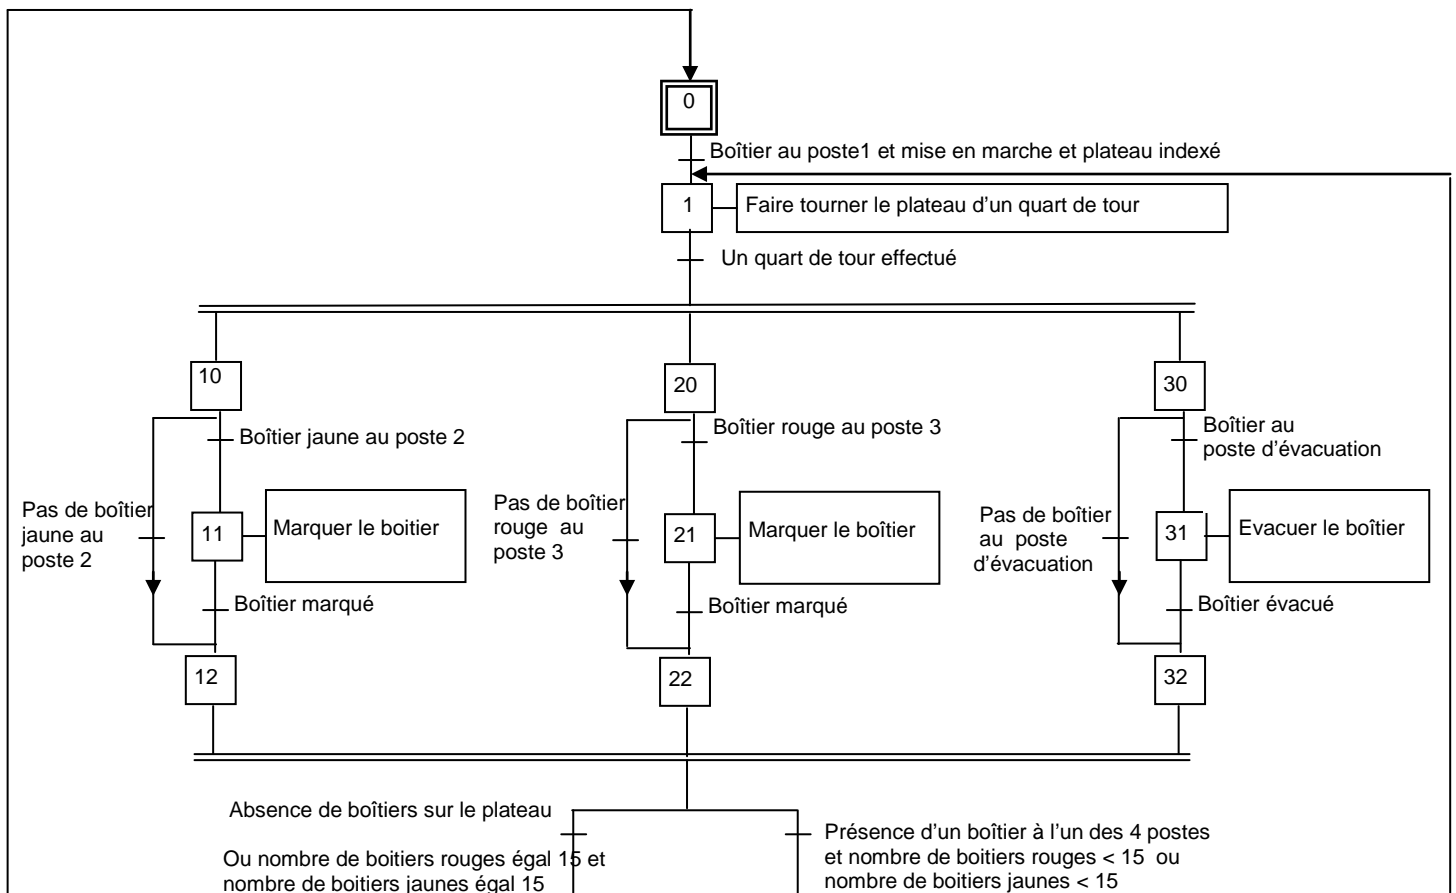 0
Boîtier au poste1 et mise en marche et plateau indexé
1
Faire tourner le plateau d'un quart de tour
Un quart de tour effectué
10
20
30
Boîtier jaune au poste 2
Boîtier rouge au poste 3
Boîtier au
poste d'évacuation
Pas de boîtier
jaune au
poste 2
11
Marquer le boitier
Pas de boîtier
rouge au
poste 3
21
Marquer le boîtier
Pas de boîtier
au poste
d'évacuation
31
Evacuer le boîtier
Boîtier marqué
Boîtier marqué
Boîtier évacué
12
22
32
Absence de boîtiers sur le plateau
Ou nombre de boitiers rouges égal 15 et
nombre de boitiers jaunes égal 15
Présence d'un boîtier à l'un des 4 postes
et nombre de boitiers rouges < 15 ou
nombre de boitiers jaunes < 15